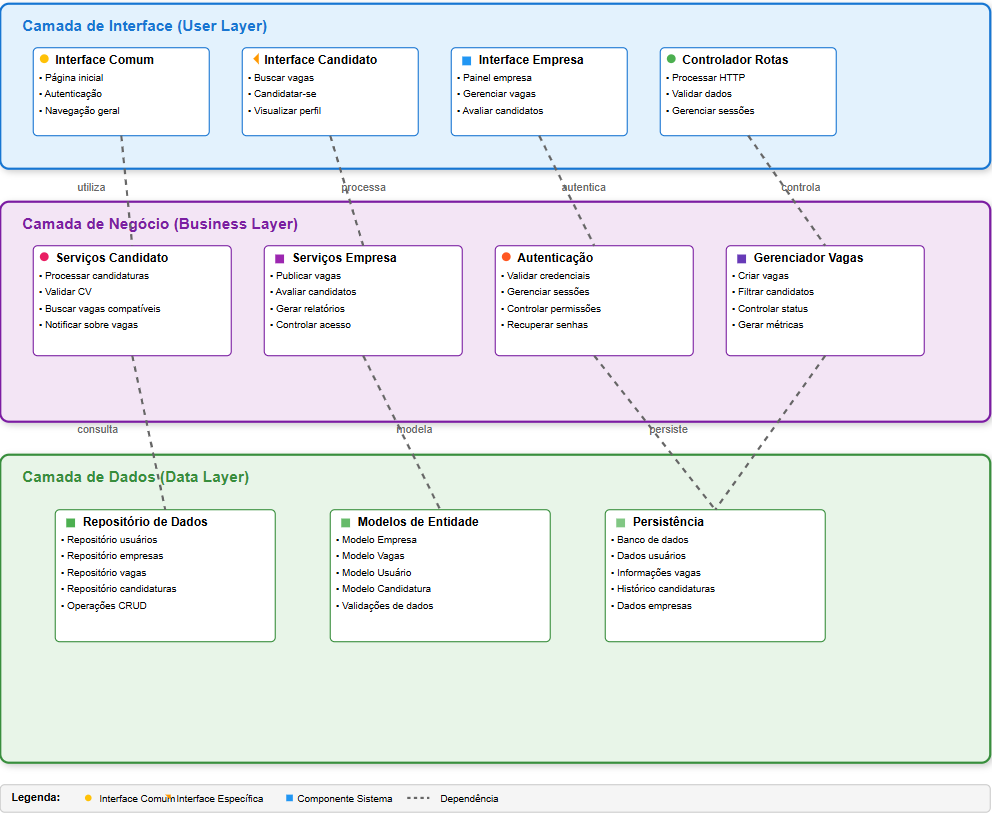 Camada de Interface (User Layer)
Interface Comum
• Página inicial
• Autenticação
• Navegação geral
Interface Candidato
• Buscar vagas
• Candidatar-se
• Visualizar perfil
Interface Empresa
• Painel empresa
• Gerenciar vagas
• Avaliar candidatos
Controlador Rotas
• Processar HTTP
• Validar dados
• Gerenciar sessões
utiliza
processa
autentica
controla
Camada de Negócio (Business Layer)
Serviços Candidato
• Processar candidaturas
• Validar CV
• Buscar vagas compatíveis
• Notificar sobre vagas
Serviços Empresa
• Publicar vagas
• Avaliar candidatos
• Gerar relatórios
• Controlar acesso
Autenticação
• Validar credenciais
• Gerenciar sessões
• Controlar permissões
• Recuperar senhas
Gerenciador Vagas
• Criar vagas
• Filtrar candidatos
• Controlar status
• Gerar métricas
consulta
modela
persiste
Camada de Dados (Data Layer)
Repositório de Dados
• Repositório usuários
• Repositório empresas
• Repositório vagas
• Repositório candidaturas
• Operações CRUD
Modelos de Entidade
• Modelo Empresa
• Modelo Vagas
• Modelo Usuário
• Modelo Candidatura
• Validações de dados
Persistência
• Banco de dados
• Dados usuários
• Informações vagas
• Histórico candidaturas
• Dados empresas
Legenda:
Interface Comum
Interface Específica
Componente Sistema
Dependência